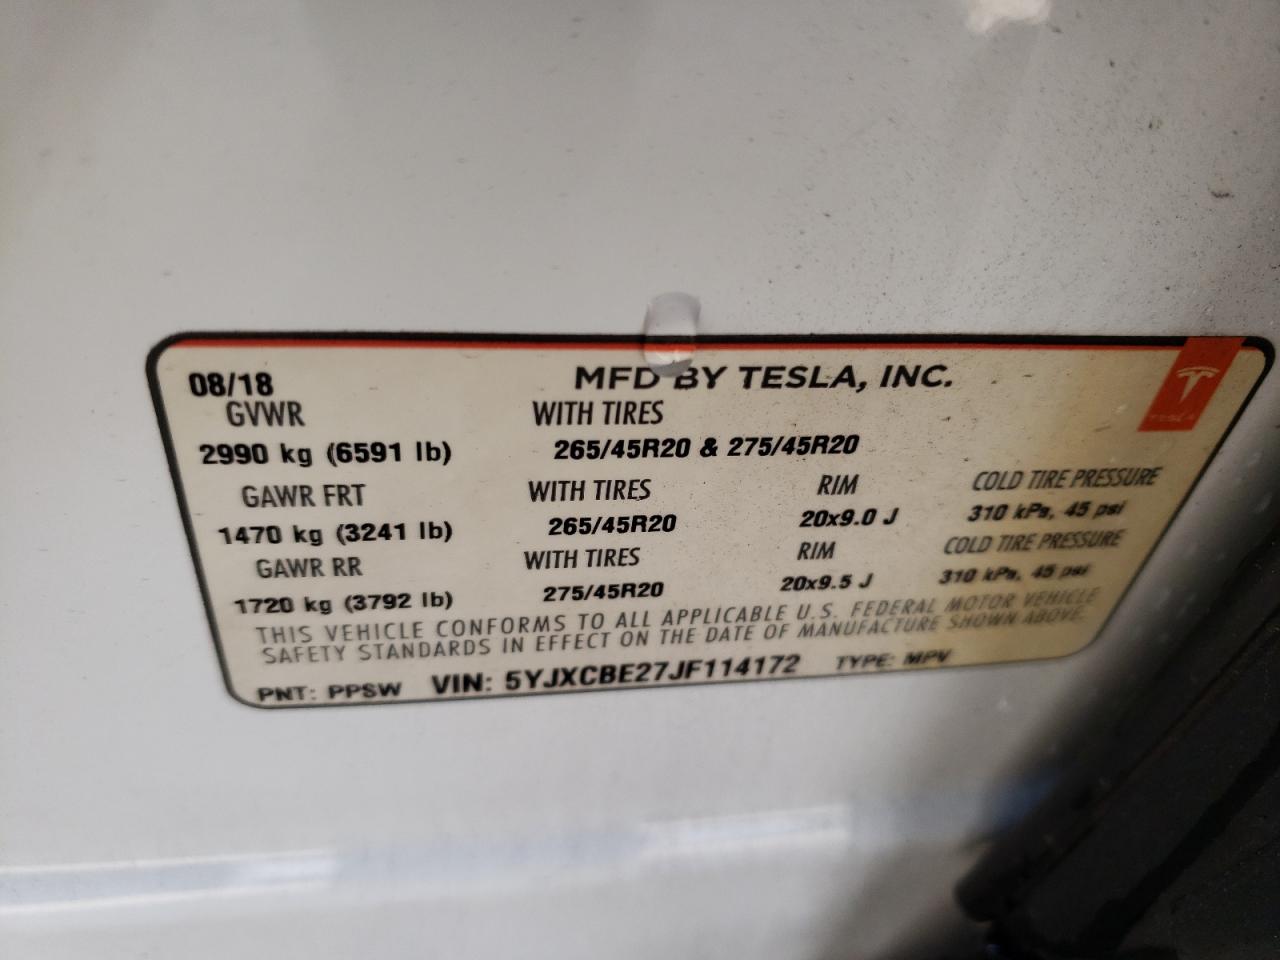 08/18 MFD BY TESLA, INC.
GVWR WITH TIRES
2990 kg (6591 lb) 265/45R20 & 275/45R20
GAWR FRT WITH TIRES RIM COLD TIRE PRESSURE
1470 kg (3241 lb) 265/45R20 20x9.0 J 310 kPa, 45 psi
GAWR RR WITH TIRES RIM COLD TIRE PRESSURE
1720 kg (3792 lb) 275/45R20 20x9.5 J 310 kPa, 45 psi
THIS VEHICLE CONFORMS TO ALL APPLICABLE U.S. FEDERAL MOTOR VEHICLE
SAFETY STANDARDS IN EFFECT ON THE DATE OF MANUFACTURE SHOWN ABOVE.
PNT: PPSW VIN: 5YJXCBE27JF114172 TYPE: MPV
TESLA